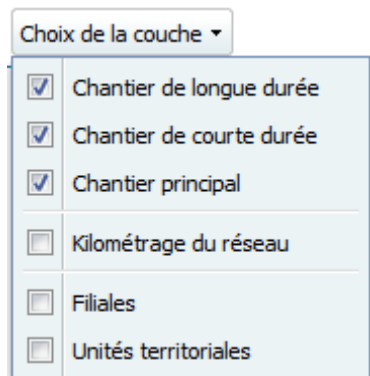 Choix de la couche
Chantier de longue durée
Chantier de courte durée
Chantier principal
Kilométrage du réseau
Filiales
Unités territoriales